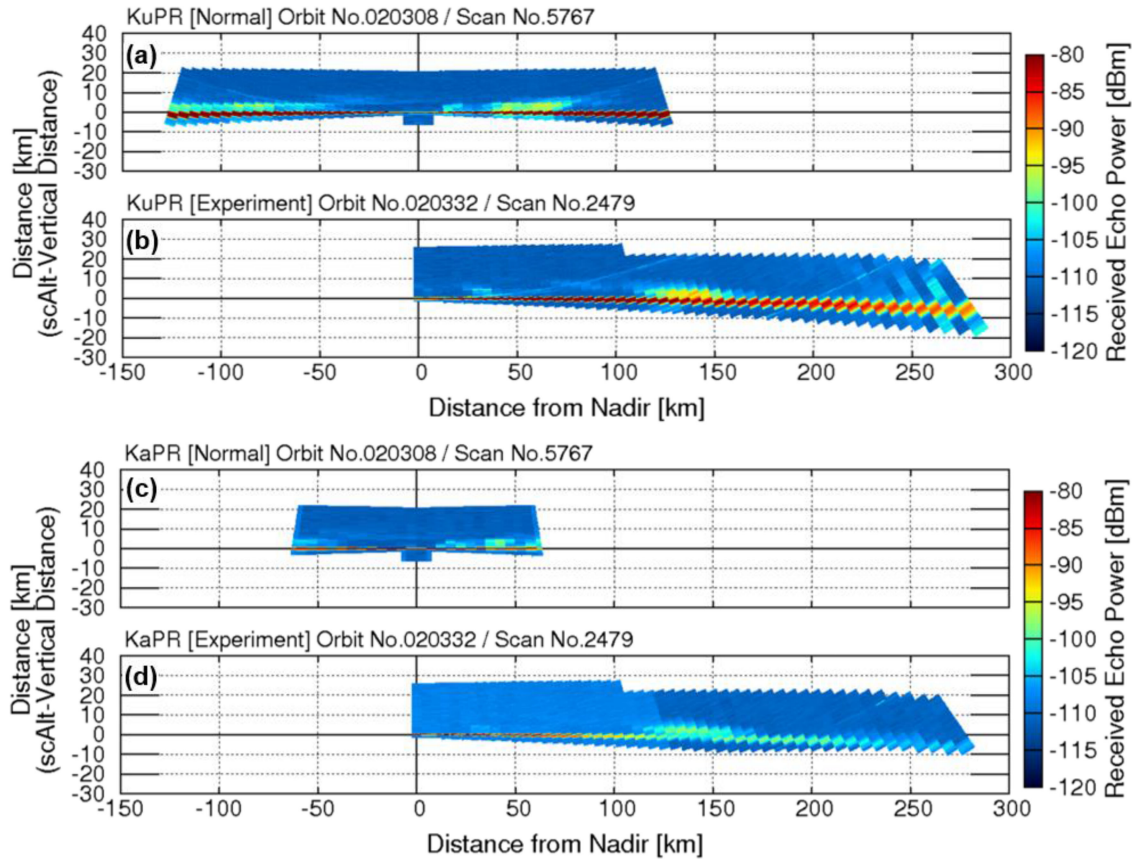 KuPR [Normal] Orbit No.020308 / Scan No.5767
(a)
40
30
20
10
0
-10
-20
-30
KuPR [Experiment] Orbit No.020332 / Scan No.2479
(b)
40
30
20
10
0
-10
-20
-30
-150 -100 -50 0 50 100 150 200 250 300
Distance from Nadir [km]
Distance [km]
(scAlt-Vertical Distance)
-80
-85
-90
-95
-100
-105
-110
-115
-120
Received Echo Power [dBm]
KaPR [Normal] Orbit No.020308 / Scan No.5767
(c)
40
30
20
10
0
-10
-20
-30
KaPR [Experiment] Orbit No.020332 / Scan No.2479
(d)
40
30
20
10
0
-10
-20
-30
-150 -100 -50 0 50 100 150 200 250 300
Distance from Nadir [km]
Distance [km]
(scAlt-Vertical Distance)
-80
-85
-90
-95
-100
-105
-110
-115
-120
Received Echo Power [dBm]